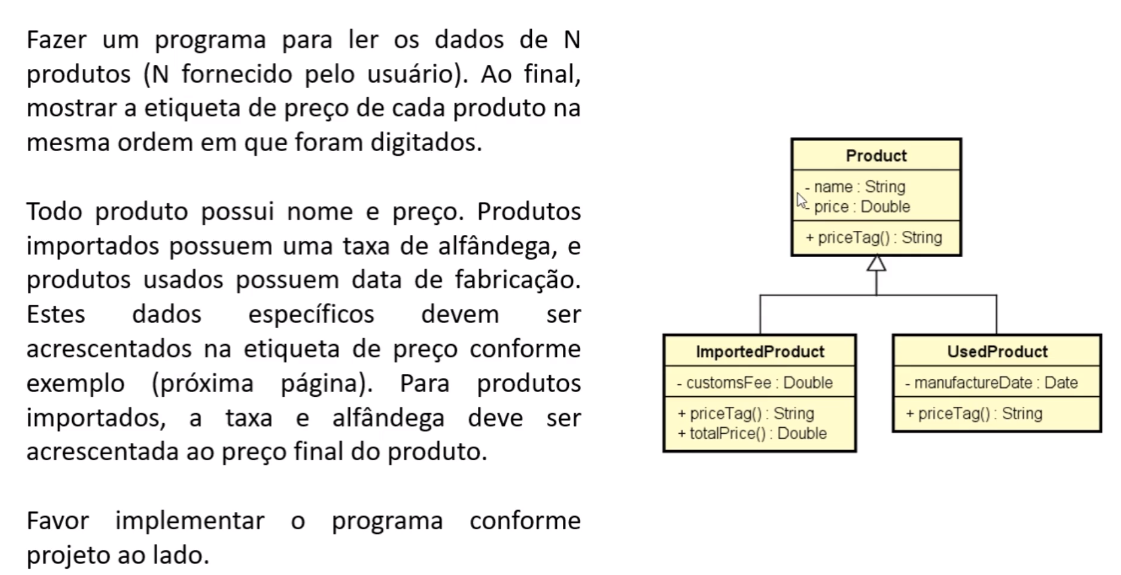 Fazer um programa para ler os dados de N
produtos (N fornecido pelo usuário). Ao final,
mostrar a etiqueta de preço de cada produto na
mesma ordem em que foram digitados.
Todo produto possui nome e preço. Produtos
importados possuem uma taxa de alfândega, e
produtos usados possuem data de fabricação.
Estes dados específicos devem ser
acrescentados na etiqueta de preço conforme
exemplo (próxima página). Para produtos
importados, a taxa e alfândega deve ser
acrescentada ao preço final do produto.
Favor implementar o programa conforme
projeto ao lado.
Product
- name : String
- price : Double
+ priceTag() : String
ImportedProduct
- customsFee : Double
+ priceTag() : String
+ totalPrice() : Double
UsedProduct
- manufactureDate : Date
+ priceTag() : String